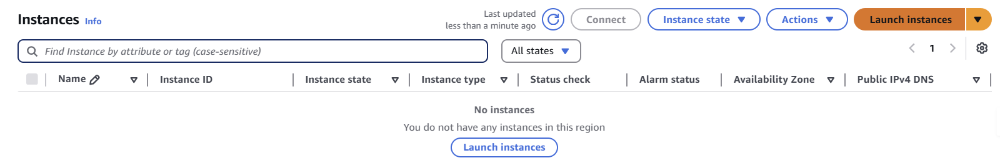 Instances Info
Last updated
less than a minute ago
Connect
Instance state
Actions
Launch instances
Find Instance by attribute or tag (case-sensitive)
All states
1
Name
Instance ID
Instance state
Instance type
Status check
Alarm status
Availability Zone
Public IPv4 DNS
No instances
You do not have any instances in this region
Launch instances